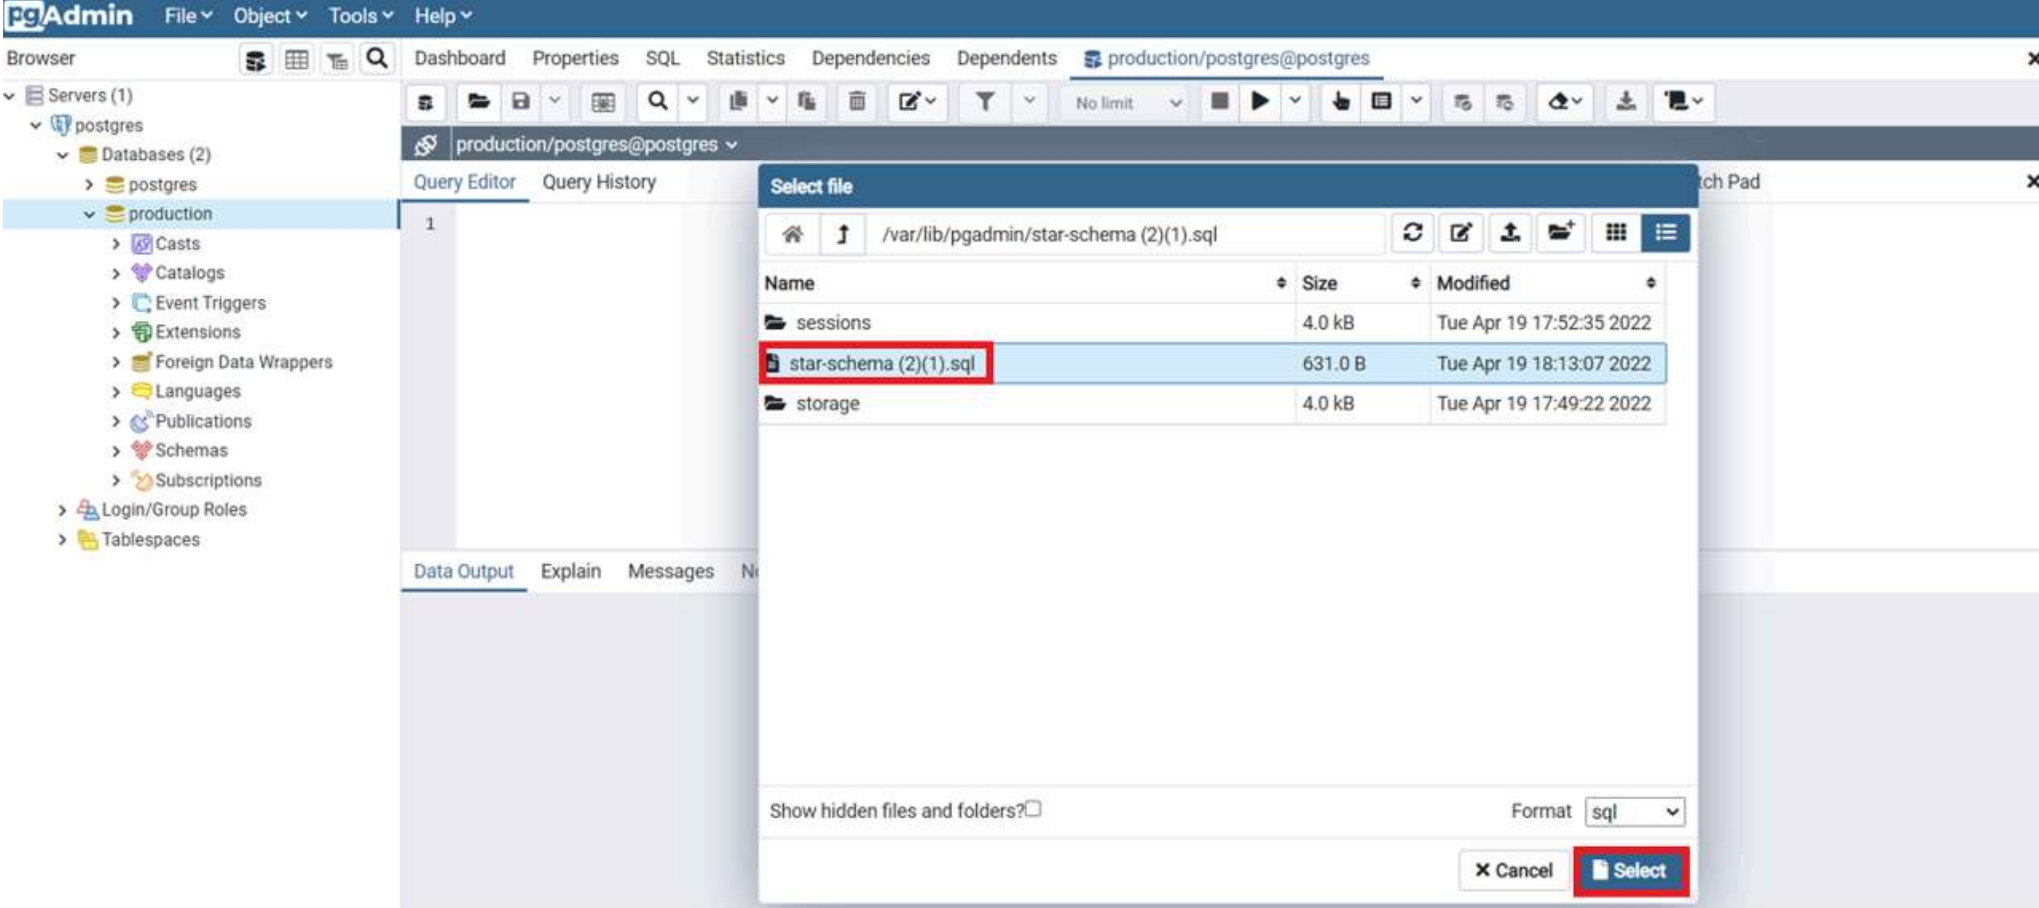 pgAdmin File Object Tools Help
Browser
Dashboard Properties SQL Statistics Dependencies Dependents production/postgres@postgres
Servers (1)
postgres
Databases (2)
postgres
production
Casts
Catalogs
Event Triggers
Extensions
Foreign Data Wrappers
Languages
Publications
Schemas
Subscriptions
Login/Group Roles
Tablespaces
No limit
production/postgres@postgres
Query Editor Query History
tch Pad
1
Select file
/var/lib/pgadmin/star-schema (2)(1).sql
Name Size Modified
sessions 4.0 kB Tue Apr 19 17:52:35 2022
star-schema (2)(1).sql 631.0 B Tue Apr 19 18:13:07 2022
storage 4.0 kB Tue Apr 19 17:49:22 2022
Show hidden files and folders? Format sql
Cancel Select
Data Output Explain Messages